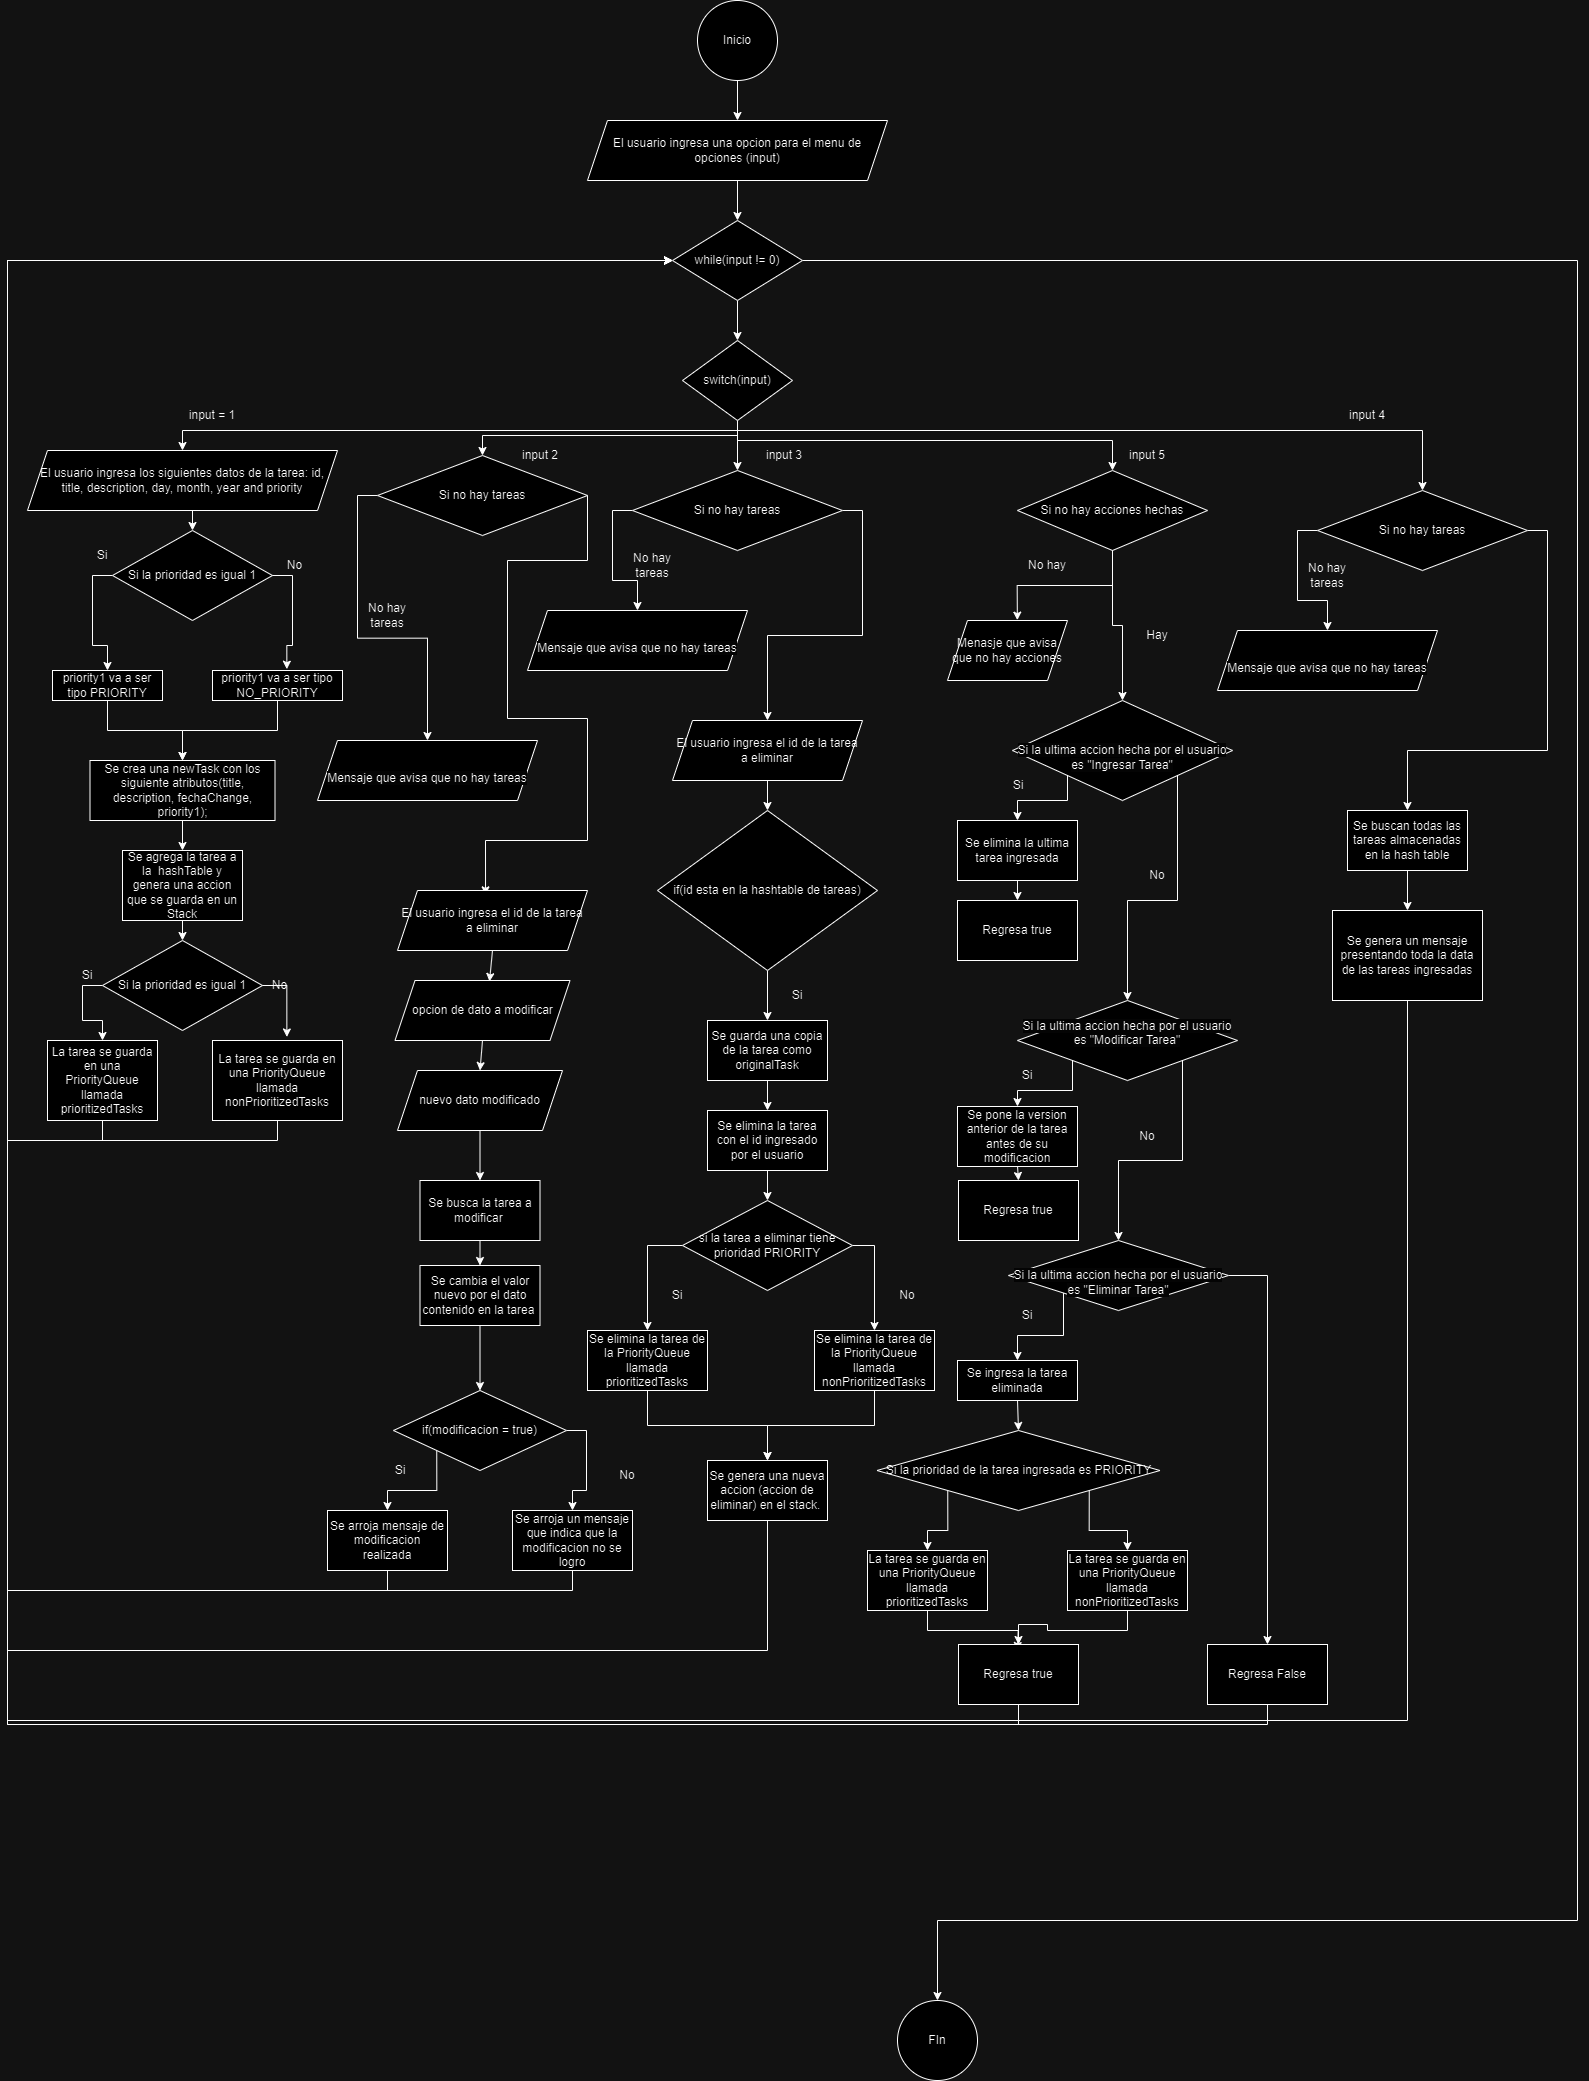 Inicio
El usuario ingresa una opcion para el menu de
opciones (input)
while(input != 0)
switch(input)
input = 1
El usuario ingresa los siguientes datos de la tarea: id,
title, description, day, month, year and priority
Si la prioridad es igual 1
Si
No
priority1 va a ser
tipo PRIORITY
priority1 va a ser tipo
NO_PRIORITY
Se crea una newTask con los
siguiente atributos(title,
description, fechaChange,
priority1);
Se agrega la tarea a
la hashTable y
genera una accion
que se guarda en un
Stack
Si la prioridad es igual 1
Si
No
La tarea se guarda
en una
PriorityQueue
llamada
prioritizedTasks
La tarea se guarda en
una PriorityQueue
llamada
nonPrioritizedTasks
input 2
Si no hay tareas
No hay
tareas
Mensaje que avisa que no hay tareas
El usuario ingresa el id de la tarea
a eliminar
opcion de dato a modificar
nuevo dato modificado
Se busca la tarea a
modificar
Se cambia el valor
nuevo por el dato
contenido en la tarea
if(modificacion = true)
Si
No
Se arroja mensaje de
modificacion
realizada
Se arroja un mensaje
que indica que la
modificacion no se
logro
input 3
Si no hay tareas
No hay
tareas
Mensaje que avisa que no hay tareas
El usuario ingresa el id de la tarea
a eliminar
if(id esta en la hashtable de tareas)
Si
Se guarda una copia
de la tarea como
originalTask
Se elimina la tarea
con el id ingresado
por el usuario
si la tarea a eliminar tiene
prioridad PRIORITY
Si
No
Se elimina la tarea de
la PriorityQueue
llamada
prioritizedTasks
Se elimina la tarea de
la PriorityQueue
llamada
nonPrioritizedTasks
Se genera una nueva
accion (accion de
eliminar) en el stack.
input 5
Si no hay acciones hechas
No hay
Hay
Menasje que avisa
que no hay acciones
Si la ultima accion hecha por el usuario
es "Ingresar Tarea"
Si
No
Se elimina la ultima
tarea ingresada
Regresa true
Si la ultima accion hecha por el usuario
es "Modificar Tarea"
Si
No
Se pone la version
anterior de la tarea
antes de su
modificacion
Regresa true
Si la ultima accion hecha por el usuario
es "Eliminar Tarea"
Si
Se ingresa la tarea
eliminada
Si la prioridad de la tarea ingresada es PRIORITY
La tarea se guarda en
una PriorityQueue
llamada
prioritizedTasks
La tarea se guarda en
una PriorityQueue
llamada
nonPrioritizedTasks
Regresa true
Regresa False
input 4
Si no hay tareas
No hay
tareas
Mensaje que avisa que no hay tareas
Se buscan todas las
tareas almacenadas
en la hash table
Se genera un mensaje
presentando toda la data
de las tareas ingresadas
FIn